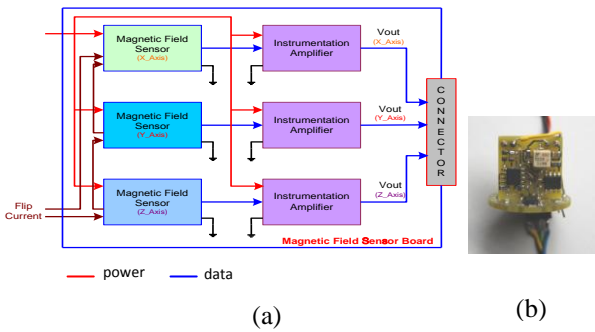 Magnetic Field
Sensor
(X_Axis)
Instrumentation
Amplifier
Vout
(X_Axis)
Magnetic Field
Sensor
(Y_Axis)
Instrumentation
Amplifier
Vout
(Y_Axis)
Magnetic Field
Sensor
(Z_Axis)
Instrumentation
Amplifier
Vout
(Z_Axis)
CONNECTOR
Flip
Current
Magnetic Field Sensor Board
power
data
(a)
(b)